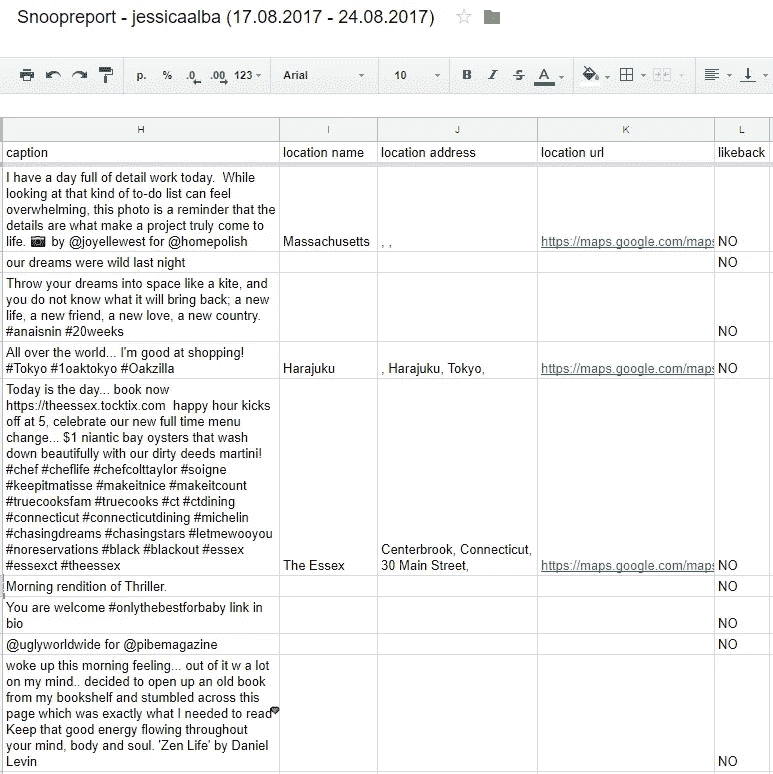 Snoopreport - jessicaalba (17.08.2017 - 24.08.2017)
p. % .0 .00 123 Arial 10 B I S A
H I J K L
caption location name location address location url likeback
I have a day full of detail work today.  While
looking at that kind of to-do list can feel
overwhelming, this photo is a reminder that the
details are what make a project truly come to
life. 📷 by @joyellewest for @homepolish Massachusetts , , https://maps.google.com/maps NO
our dreams were wild last night NO
Throw your dreams into space like a kite, and
you do not know what it will bring back; a new
life, a new friend, a new love, a new country.
#anaisnin #20weeks NO
All over the world... I'm good at shopping!
#Tokyo #1oaktokyo #Oakzilla Harajuku , Harajuku, Tokyo, https://maps.google.com/maps NO
Today is the day... book now
https://theessex.tocktix.com  happy hour kicks
off at 5, celebrate our new full time menu
change... $1 niantic bay oysters that wash
down beautifully with our dirty deeds martini!
#chef #cheflife #chefcolttaylor #soigne
#keepitmatisse #makeitnice #makeitcount
#truecooksfam #truecooks #ct #ctdining
#connecticut #connecticutdining #michelin
#chasingdreams #chasingstars #letmewooyou
#noreservations #black #blackout #essex Centerbrook, Connecticut,
#essexct #theessex The Essex 30 Main Street, https://maps.google.com/maps NO
Morning rendition of Thriller. NO
You are welcome #onlythebestforbaby link in
bio NO
@uglyworldwide for @pibemagazine NO
woke up this morning feeling... out of it w a lot
on my mind.. decided to open up an old book
from my bookshelf and stumbled across this
page which was exactly what I needed to read🖤
Keep that good energy flowing throughout
your mind, body and soul. 'Zen Life' by Daniel
Levin NO